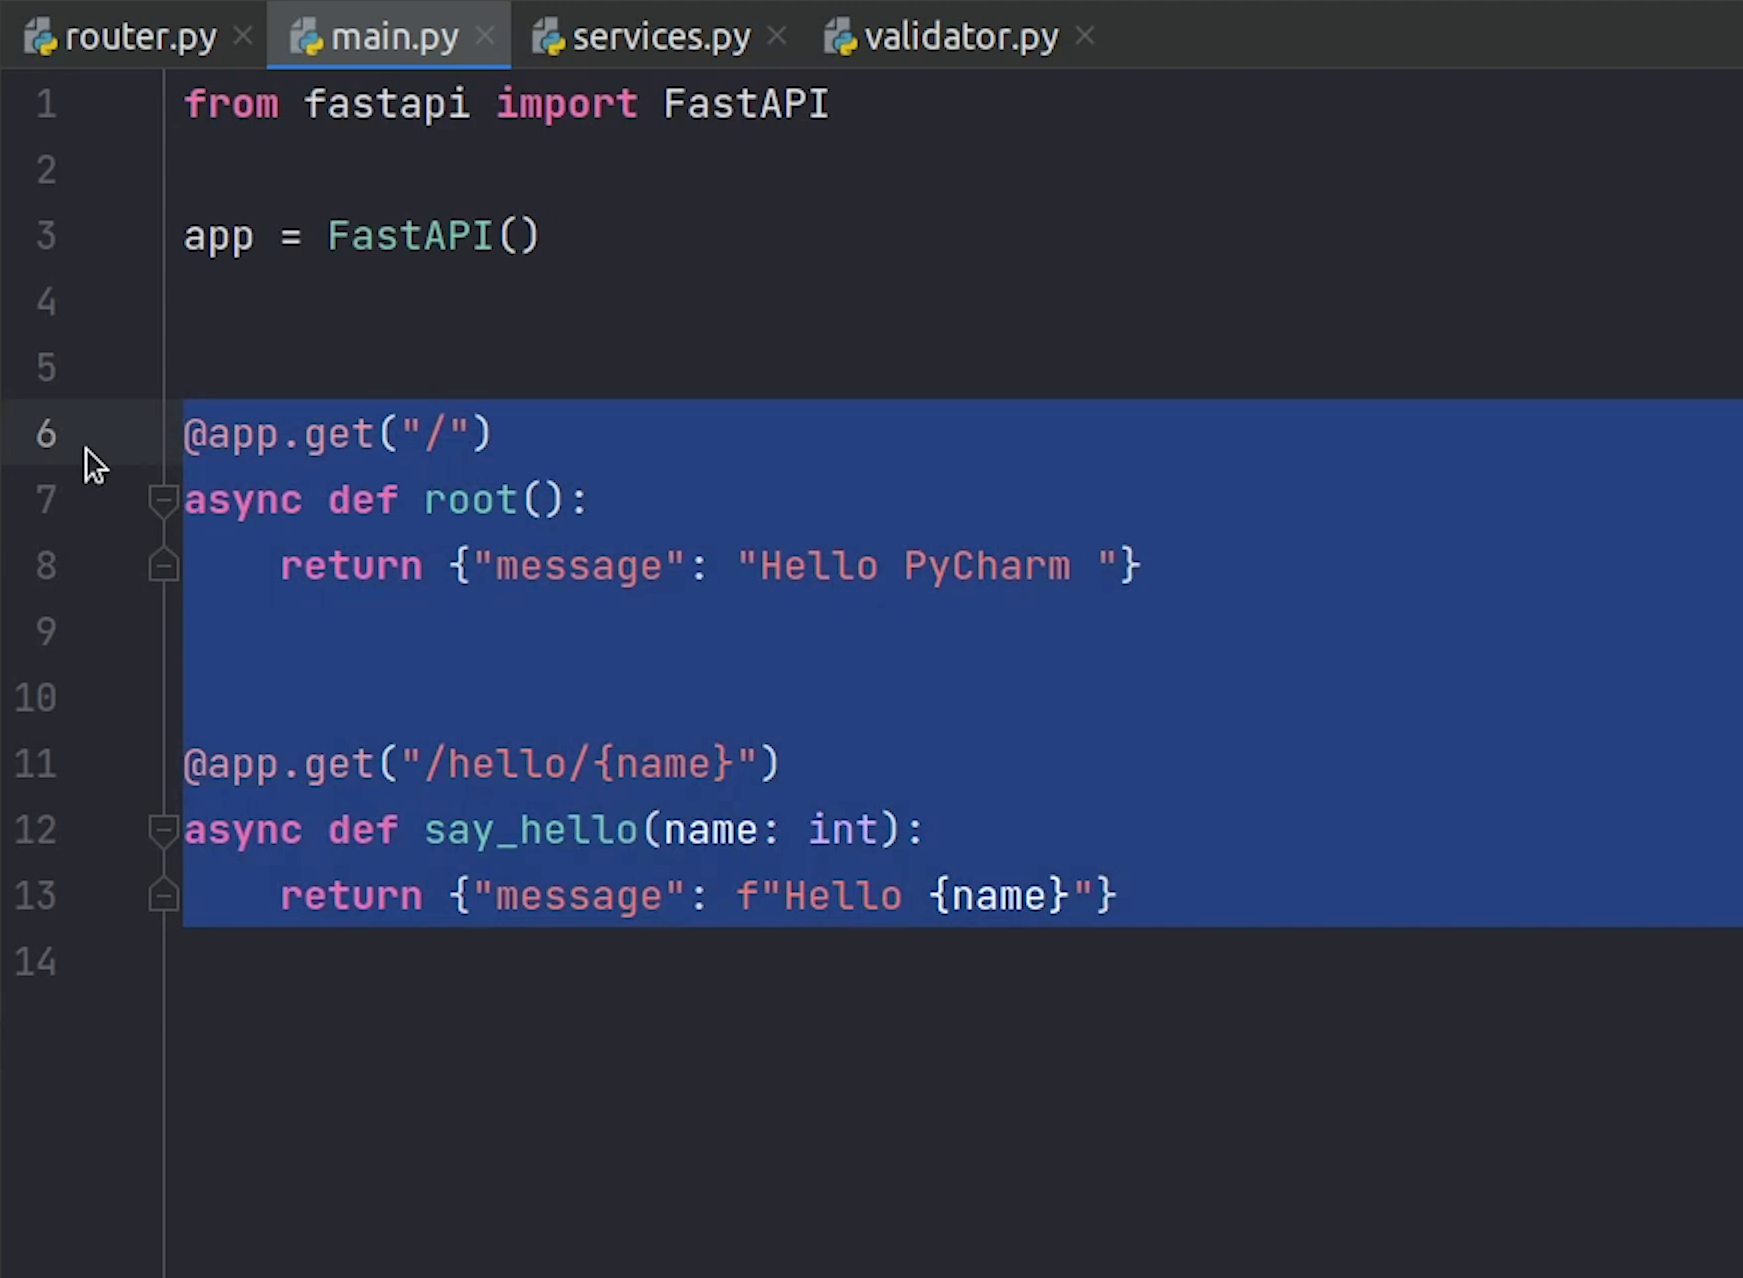 router.py main.py services.py validator.py
1 from fastapi import FastAPI
2
3 app = FastAPI()
4
5
6 @app.get("/")
7 async def root():
8 return {"message": "Hello PyCharm "}
9
10
11 @app.get("/hello/{name}")
12 async def say_hello(name: int):
13 return {"message": f"Hello {name}"}
14